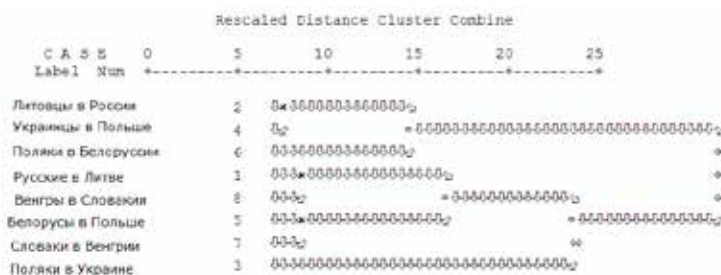 Rescaled Distance Cluster Combine
C A S E 0 5 10 15 20 25
Label Num +---------+---------+---------+---------+---------+
Литовцы в России 2
Украинцы в Польше 4
Поляки в Белоруссии 6
Русские в Литве 1
Венгры в Словакии 8
Белорусы в Польше 5
Словаки в Венгрии 7
Поляки в Украине 3